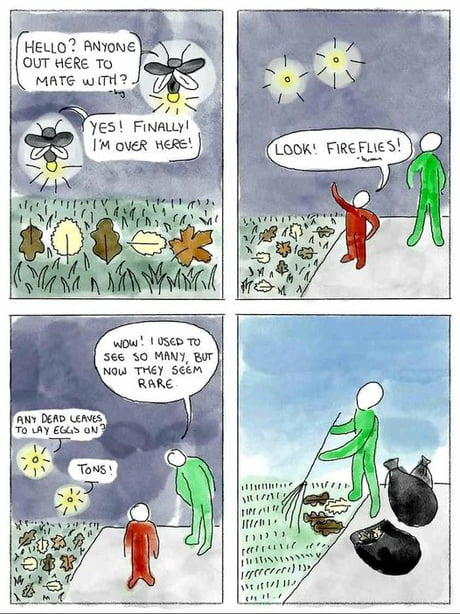 HELLO? ANYONE
OUT HERE TO
MATE WITH?
YES! FINALLY!
I'M OVER HERE!
LOOK! FIREFLIES!
-human
WOW! I USED TO
SEE SO MANY, BUT
NOW THEY SEEM
RARE.
ANY DEAD LEAVES
TO LAY EGGS ON?
TONS!